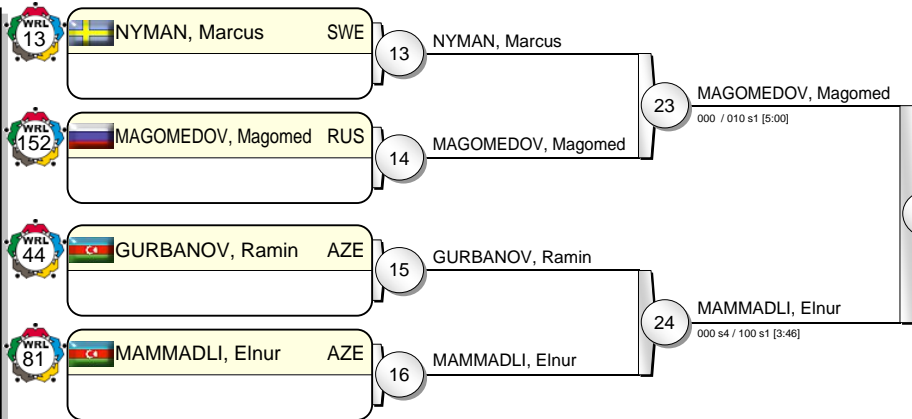 WRL
13
NYMAN, Marcus SWE
13
NYMAN, Marcus
23
MAGOMEDOV, Magomed
000 / 010 s1 [5:00]
WRL
152
MAGOMEDOV, Magomed RUS
14
MAGOMEDOV, Magomed
WRL
44
GURBANOV, Ramin AZE
15
GURBANOV, Ramin
24
MAMMADLI, Elnur
000 s4 / 100 s1 [3:46]
WRL
81
MAMMADLI, Elnur AZE
16
MAMMADLI, Elnur